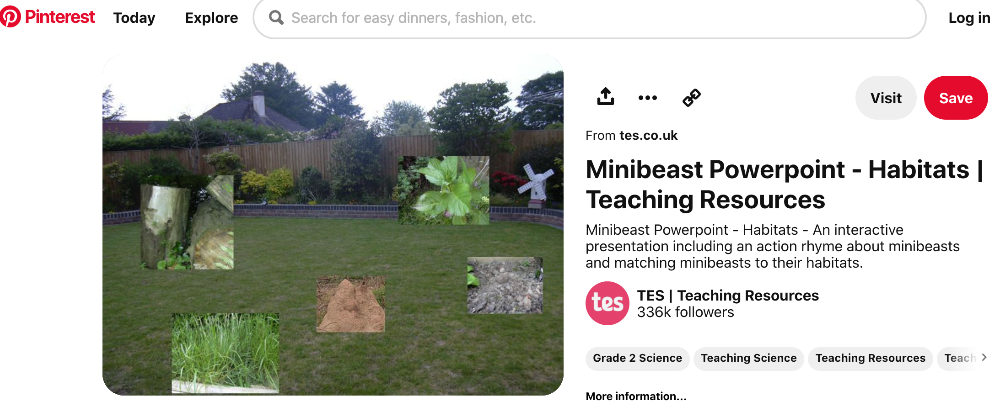 Pinterest
Today
Explore
Search for easy dinners, fashion, etc.
Log in
Visit
Save
From tes.co.uk
Minibeast Powerpoint - Habitats |
Teaching Resources
Minibeast Powerpoint - Habitats - An interactive
presentation including an action rhyme about minibeasts
and matching minibeasts to their habitats.
tes
TES | Teaching Resources
336k followers
Grade 2 Science
Teaching Science
Teaching Resources
Teach
More information...